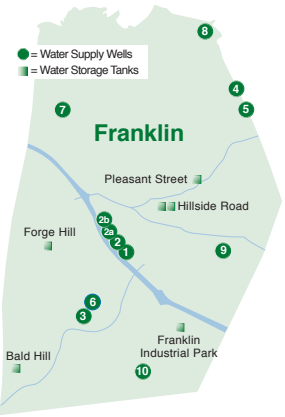 8
= Water Supply Wells
= Water Storage Tanks
4
7
5
Franklin
Pleasant Street
Hillside Road
2b
2a
Forge Hill
2
1
9
6
3
Franklin
Industrial Park
Bald Hill
10